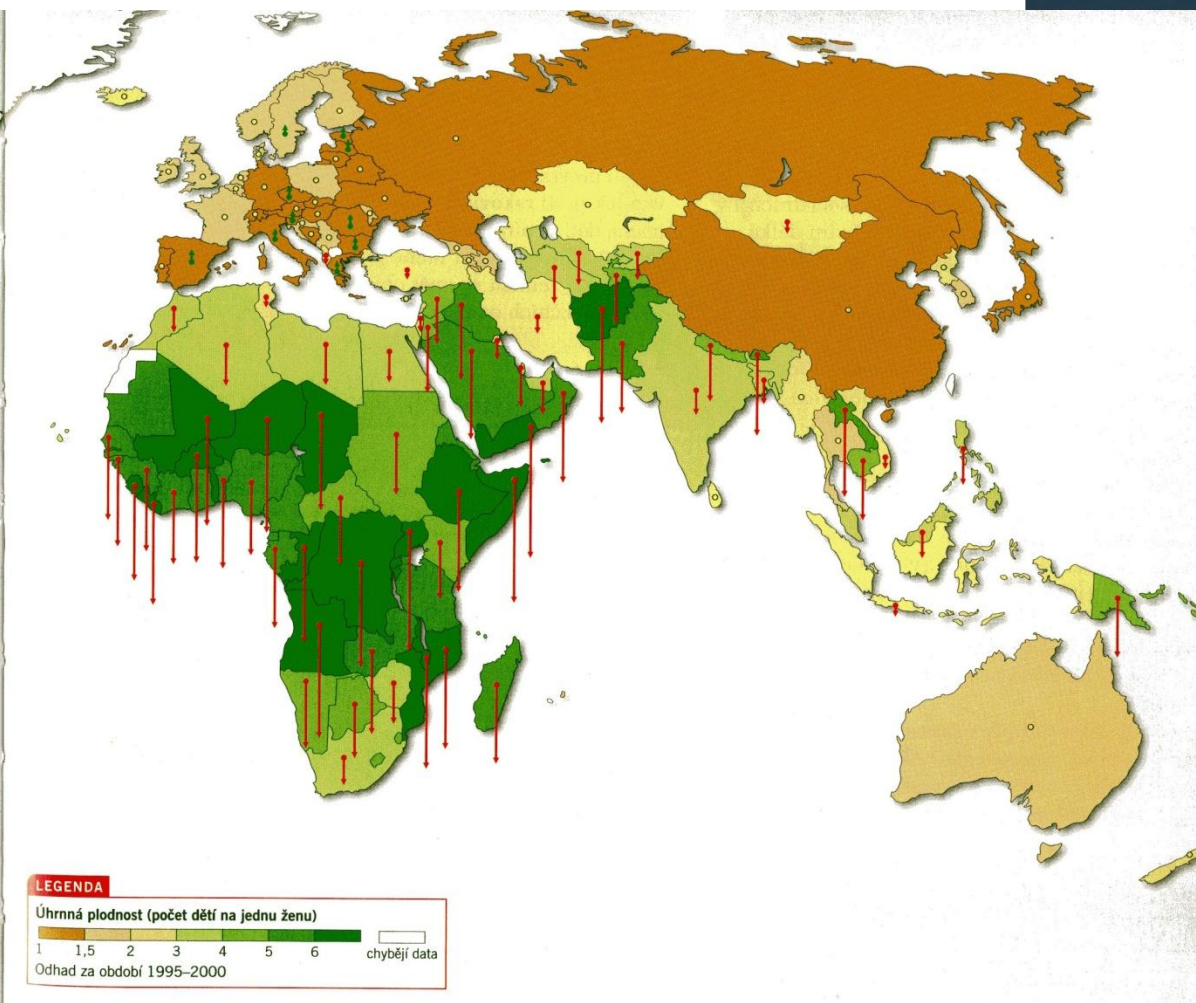 LEGENDA
Úhrnná plodnost (počet dětí na jednu ženu)
1 1,5 2 3 4 5 6
chybějí data
Odhad za období 1995–2000